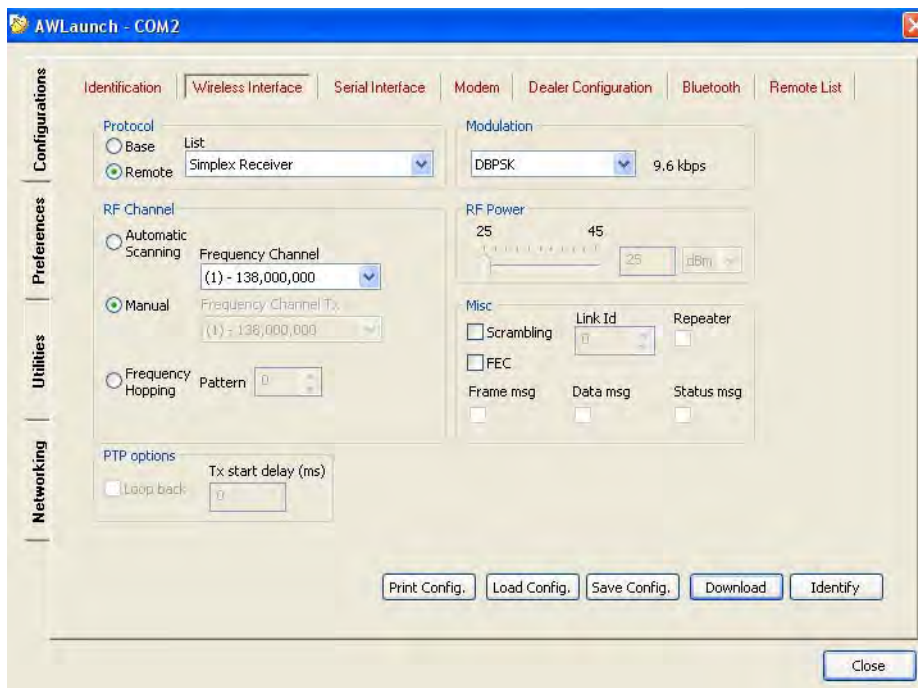 AWLaunch - COM2
Configurations
Preferences
Utilities
Networking
Identification Wireless Interface Serial Interface Modem Dealer Configuration Bluetooth Remote List
Protocol
Base
Remote
List
Simplex Receiver
Modulation
DBPSK 9.6 kbps
RF Channel
Automatic
Scanning
Frequency Channel
(1) - 138,000,000
Manual
Frequency Channel Tx
(1) - 138,000,000
Frequency
Hopping
Pattern 0
RF Power
25 45
25 dBm
Misc
Scrambling
FEC
Link Id
0
Repeater
Frame msg Data msg Status msg
PTP options
Loop back
Tx start delay (ms)
0
Print Config. Load Config. Save Config. Download Identify
Close